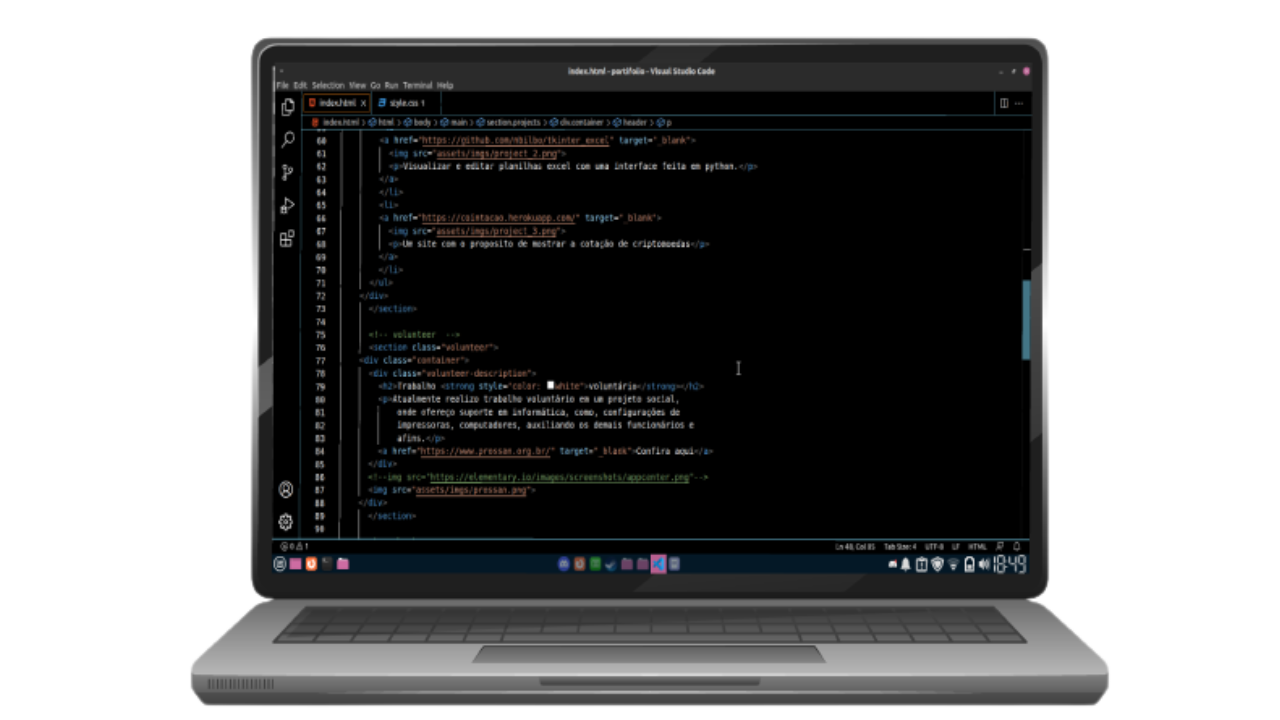 index.html - portifolio - Visual Studio Code
File Edit Selection View Go Run Terminal Help
index.html X style.css 1
index.html > html > body > main > section.projects > div.container > header > p
60 <a href="https://github.com/nbilbo/tkinter_excel" target="_blank">
61 <img src="assets/imgs/project_2.png">
62 <p>Visualizar e editar planilhas excel com uma interface feita em python.</p>
63 </a>
64 </li>
65 <li>
66 <a href="https://cointacao.herokuapp.com/" target="_blank">
67 <img src="assets/imgs/project_3.png">
68 <p>Um site com o proposito de mostrar a cotação de criptomoedas</p>
69 </a>
70 </li>
71 </ul>
72 </div>
73 </section>
74
75 <!-- volunteer -->
76 <section class="volunteer">
77 <div class="container">
78 <div class="volunteer-description">
79 <h2>Trabalho <strong style="color: white">voluntário</strong></h2>
80 <p>Atualmente realizo trabalho voluntário em um projeto social,
81 onde ofereço suporte em informática, como, configurações de
82 impressoras, computadores, auxiliando os demais funcionários e
83 afins.</p>
84 <a href="https://www.prossan.org.br/" target="_blank">Confira aqui</a>
85 </div>
86 <!--img src="https://elementary.io/images/screenshots/appcenter.png"-->
87 <img src="assets/imgs/prossan.png">
88 </div>
89 </section>
90
0 1 Ln 40, Col 85 Tab Size: 4 UTF-8 LF HTML
18:49